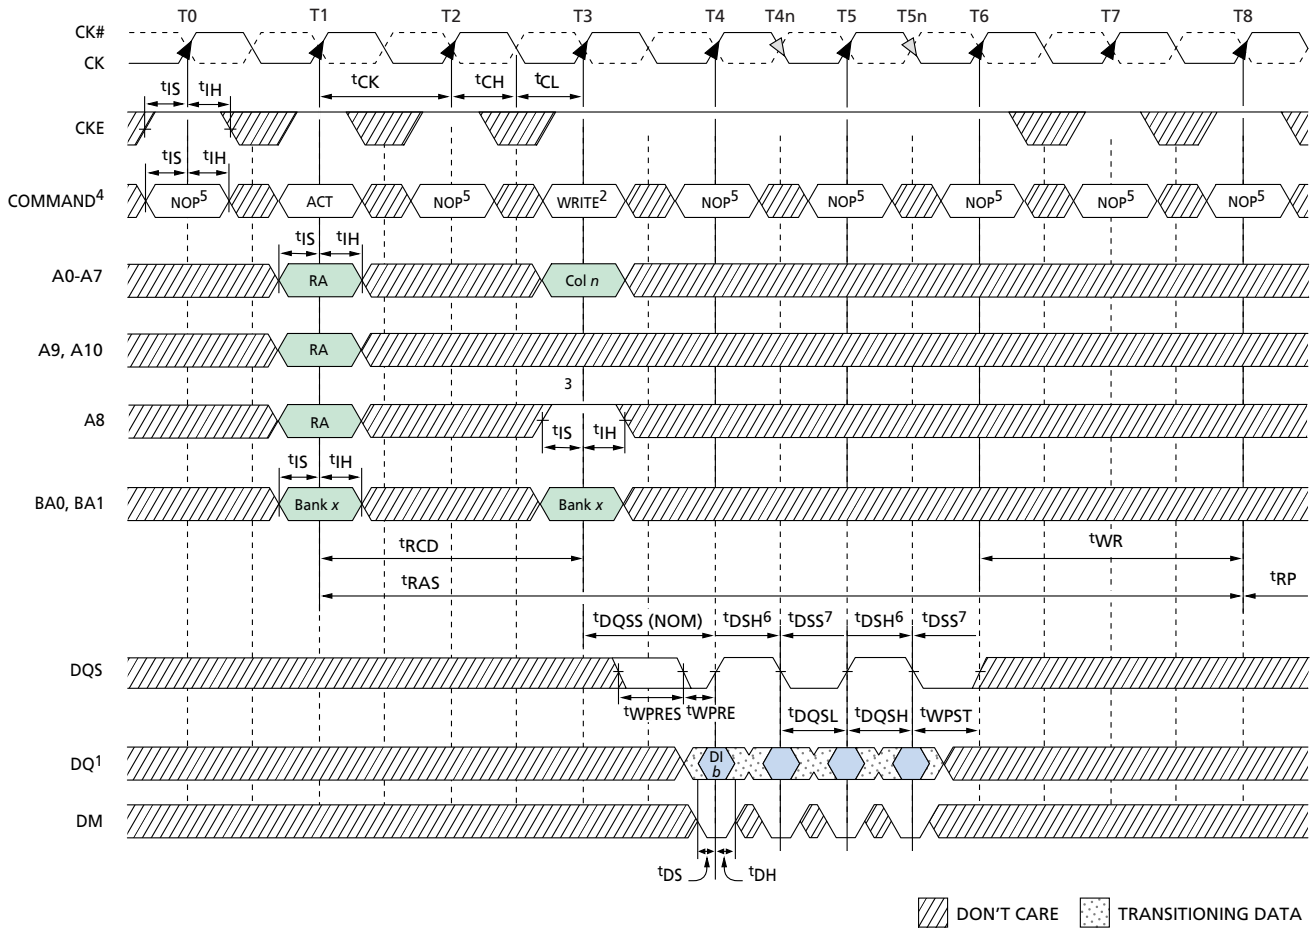 T0 T1 T2 T3 T4 T4n T5 T5n T6 T7 T8
CK#
CK
tIS tIH tCK tCH tCL
CKE
tIS tIH
COMMAND4 NOP5 ACT NOP5 WRITE2 NOP5 NOP5 NOP5 NOP5 NOP5
tIS tIH
A0-A7 RA Col n
A9, A10 RA
3
A8 RA
tIS tIH
tIS tIH
BA0, BA1 Bank x Bank x
tRCD tWR
tRAS tRP
tDQSS (NOM) tDSH6 tDSS7 tDSH6 tDSS7
DQS
tWPRES tWPRE tDQSL tDQSH tWPST
DQ1 DI
b
DM
tDS tDH
DON'T CARE TRANSITIONING DATA